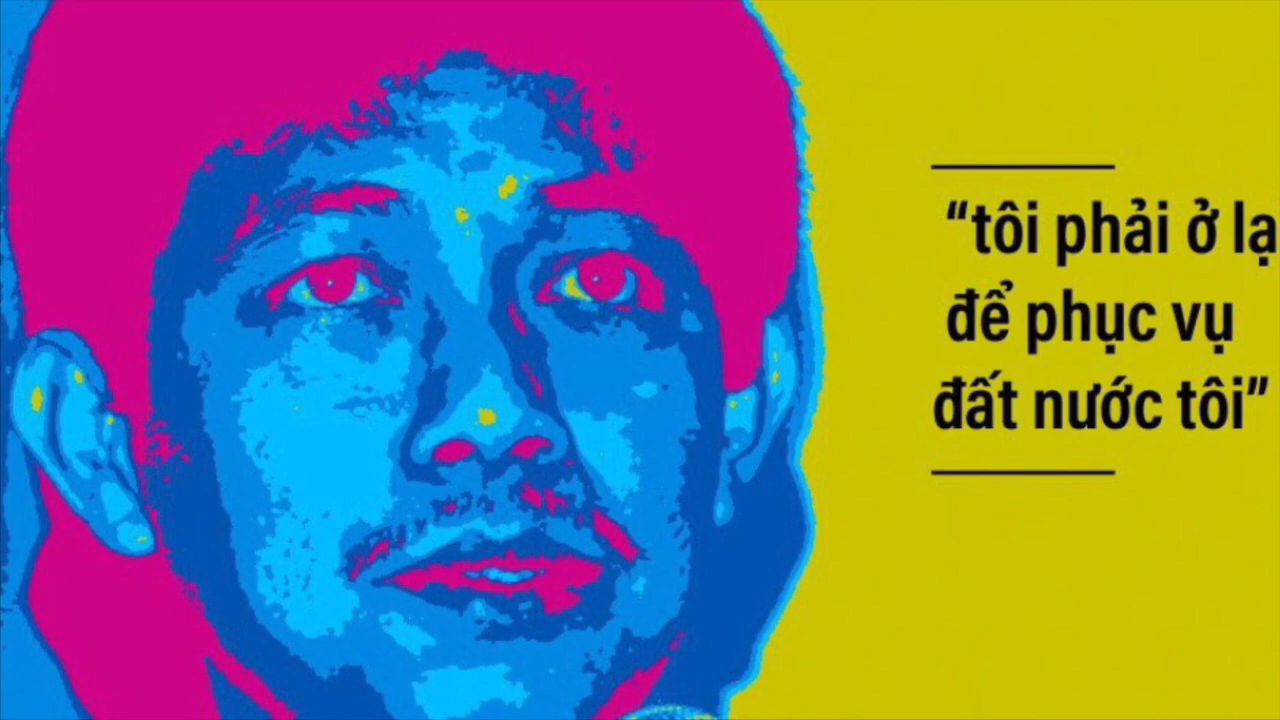 “tôi phải ở lạ
để phục vụ
đất nước tôi”